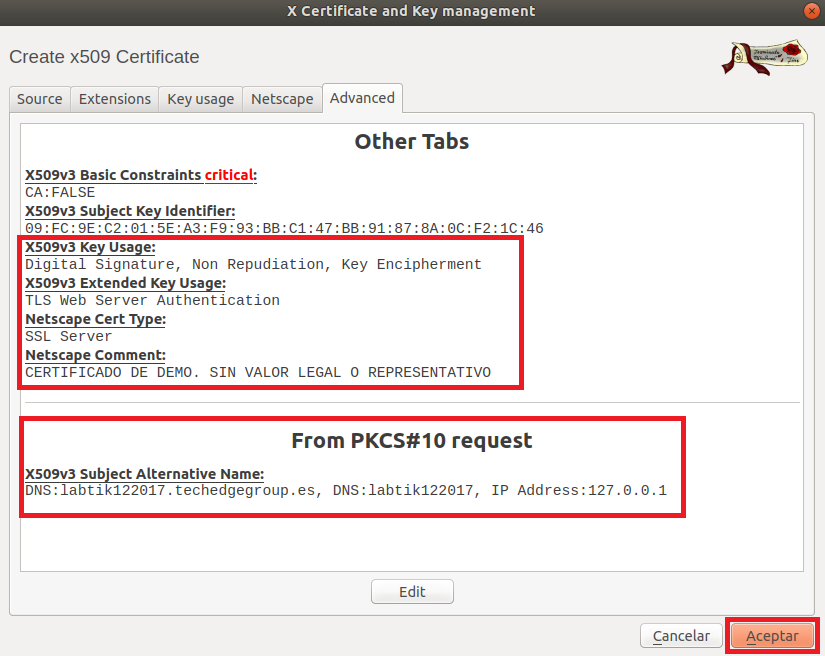 X Certificate and Key management
Create x509 Certificate
Source Extensions Key usage Netscape Advanced
Other Tabs
X509v3 Basic Constraints critical:
CA:FALSE
X509v3 Subject Key Identifier:
09:FC:9E:C2:01:5E:A3:F9:93:BB:C1:47:BB:91:87:8A:0C:F2:1C:46
X509v3 Key Usage:
Digital Signature, Non Repudiation, Key Encipherment
X509v3 Extended Key Usage:
TLS Web Server Authentication
Netscape Cert Type:
SSL Server
Netscape Comment:
CERTIFICADO DE DEMO. SIN VALOR LEGAL O REPRESENTATIVO
From PKCS#10 request
X509v3 Subject Alternative Name:
DNS:labtik122017.techedgegroup.es, DNS:labtik122017, IP Address:127.0.0.1
Edit
Cancelar Aceptar